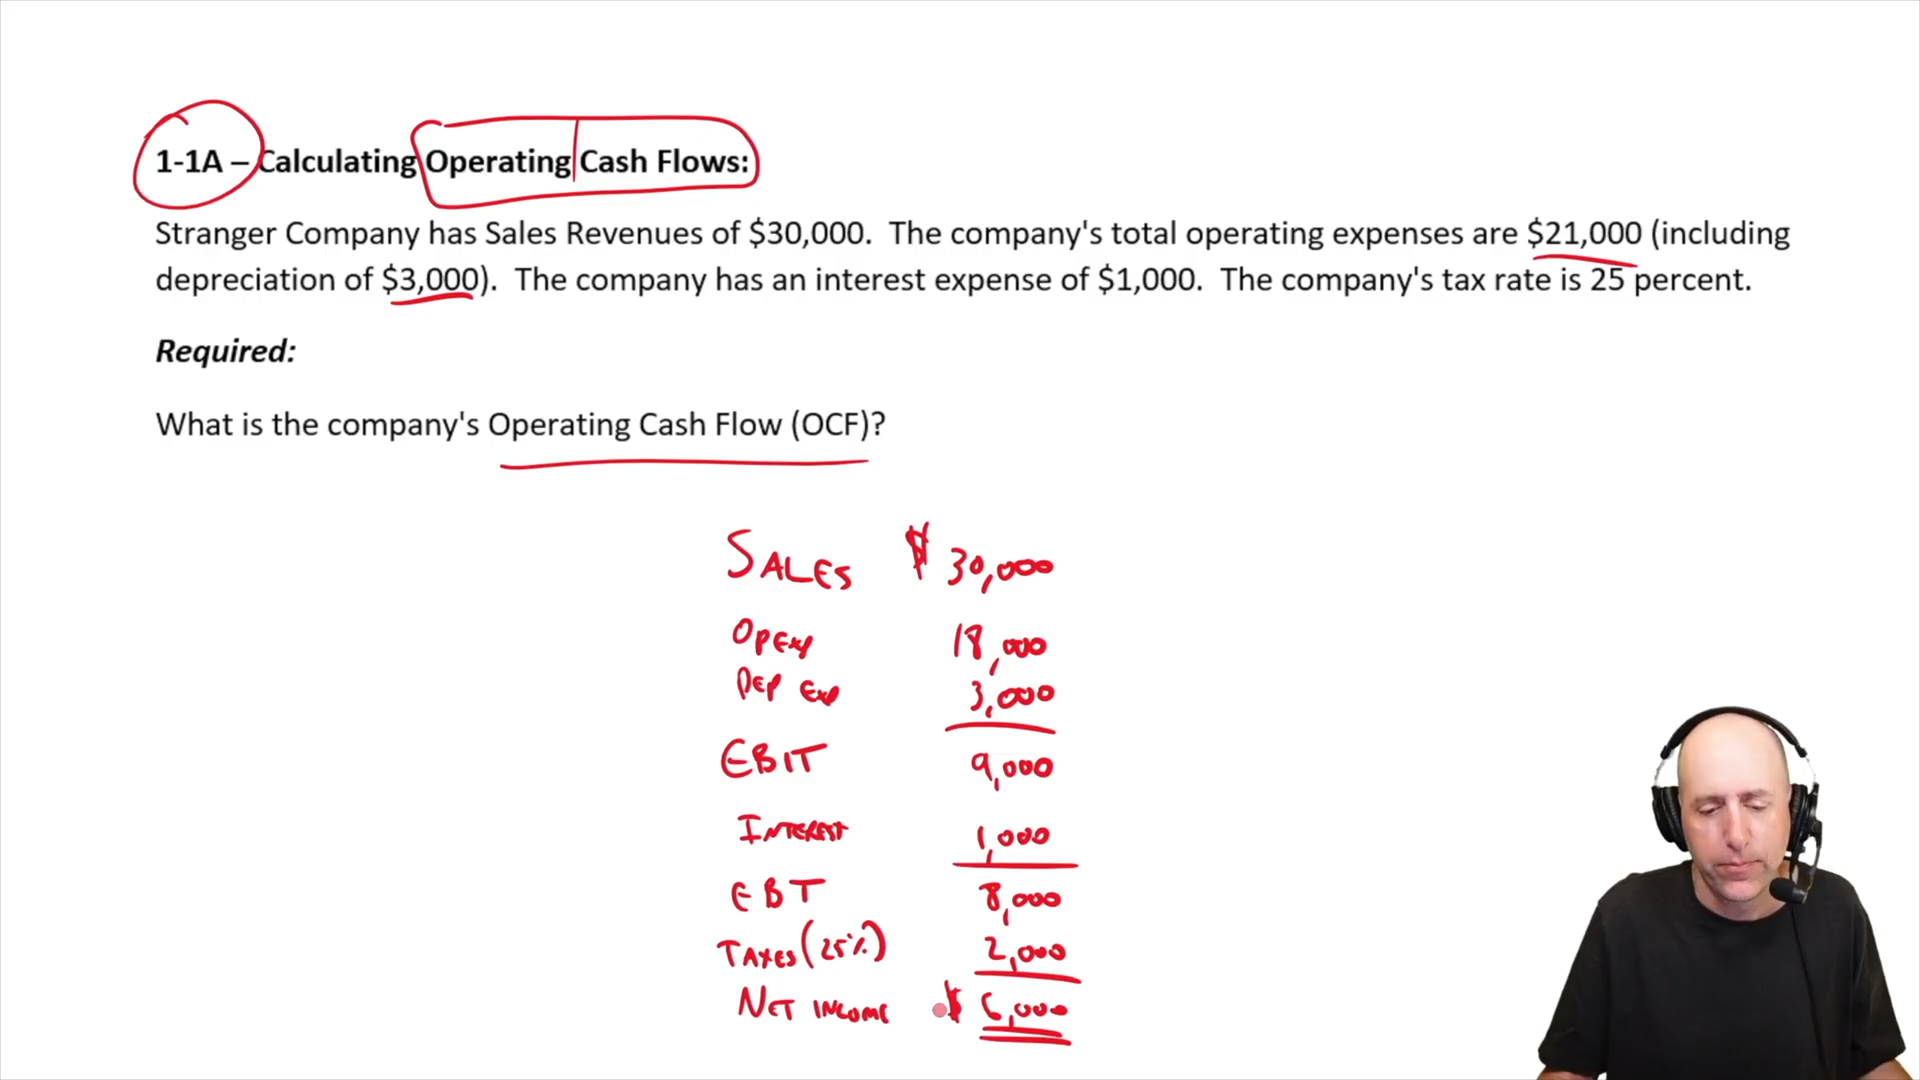 1-1A – Calculating Operating Cash Flows:
Stranger Company has Sales Revenues of $30,000. The company's total operating expenses are $21,000 (including
depreciation of $3,000). The company has an interest expense of $1,000. The company's tax rate is 25 percent.
Required:
What is the company's Operating Cash Flow (OCF)?
SALES $ 30,000
OP EXP 18,000
DEP EXP 3,000
EBIT 9,000
INTEREST 1,000
EBT 8,000
TAXES (25%) 2,000
NET INCOME $ 6,000